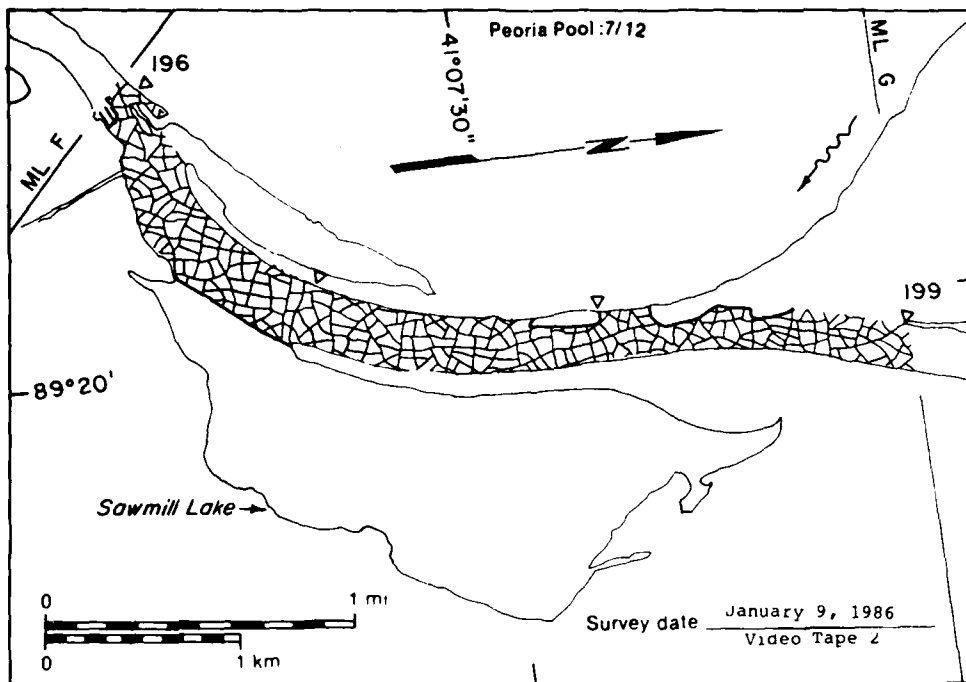 Peoria Pool :7/12
196
41°07'30"
ML G
N
ML F
199
89°20'
Sawmill Lake
0 1 mi
0 1 km
Survey date January 9, 1986
Video Tape 2